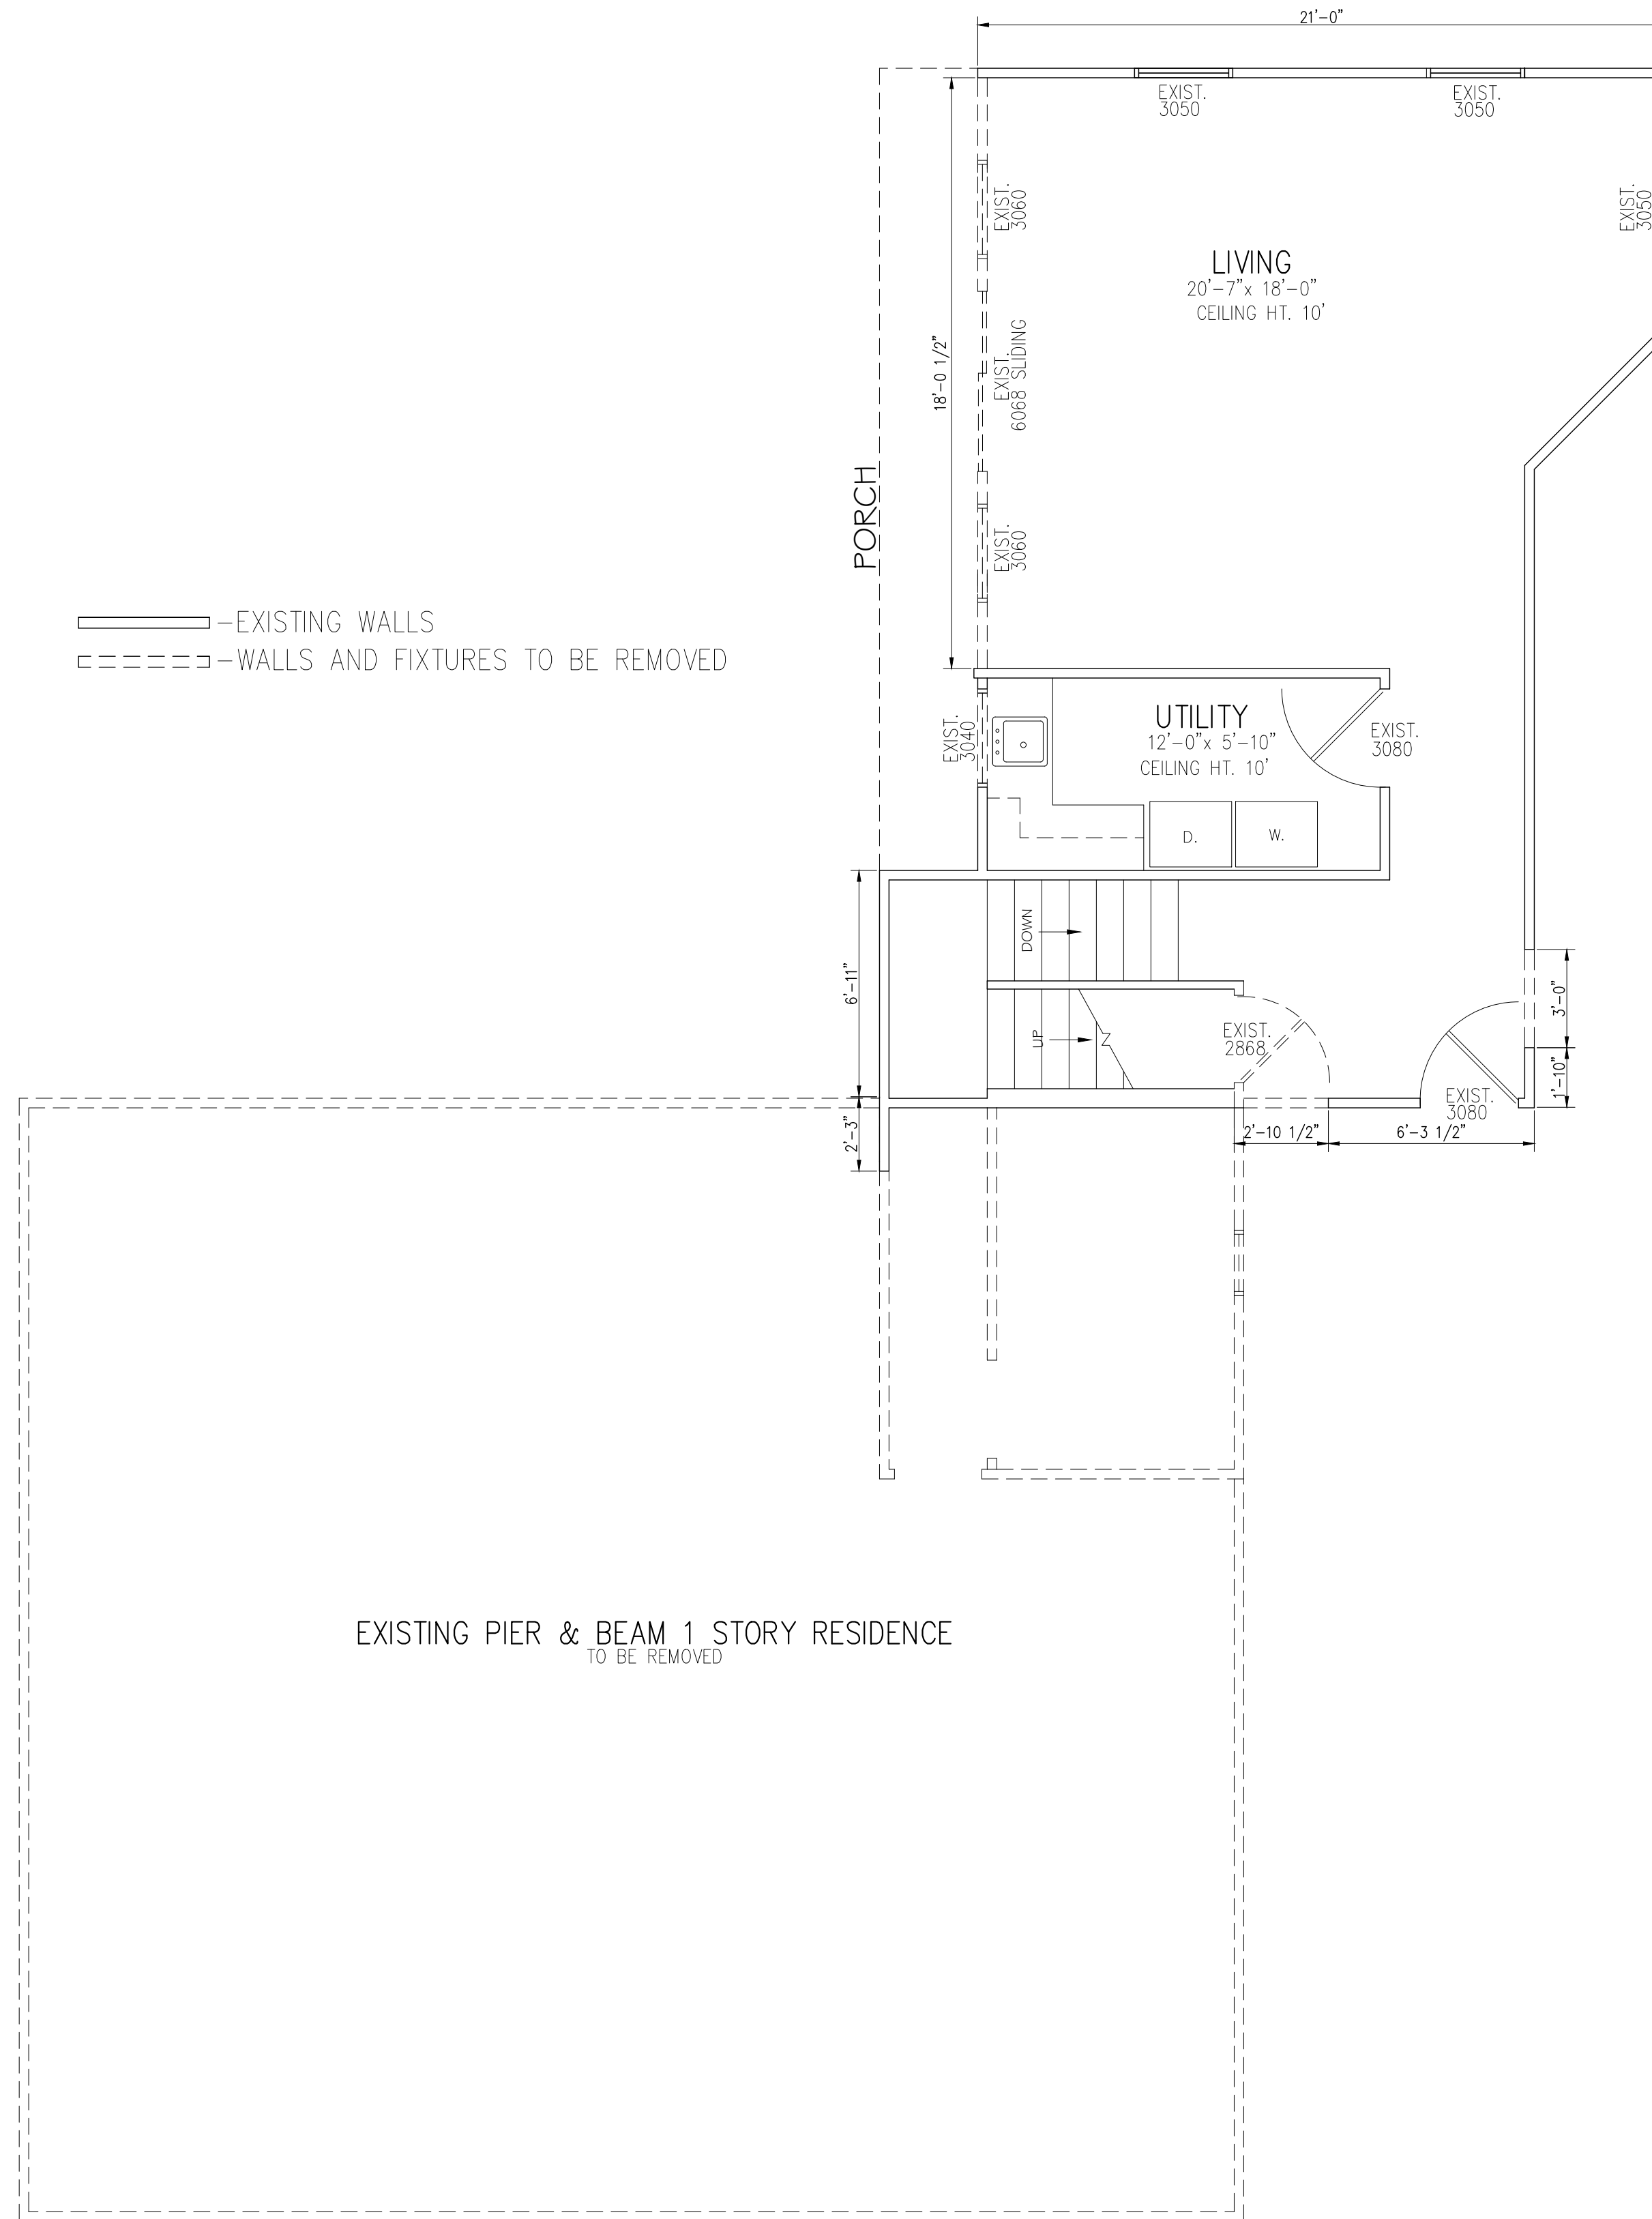 21'-0"
EXIST.
3050
EXIST.
3050
EXIST.
3060
EXIST.
3050
LIVING
20'-7"x 18'-0"
CEILING HT. 10'
18'-0 1/2"
EXIST.
6068 SLIDING
PORCH
EXIST.
3060
-EXISTING WALLS
-WALLS AND FIXTURES TO BE REMOVED
EXIST.
3040
UTILITY
12'-0"x 5'-10"
CEILING HT. 10'
EXIST.
3080
D.
W.
DOWN
6'-11"
3'-0"
UP
EXIST.
2868
1'-10"
EXIST.
3080
2'-3"
2'-10 1/2"
6'-3 1/2"
EXISTING PIER & BEAM 1 STORY RESIDENCE
TO BE REMOVED